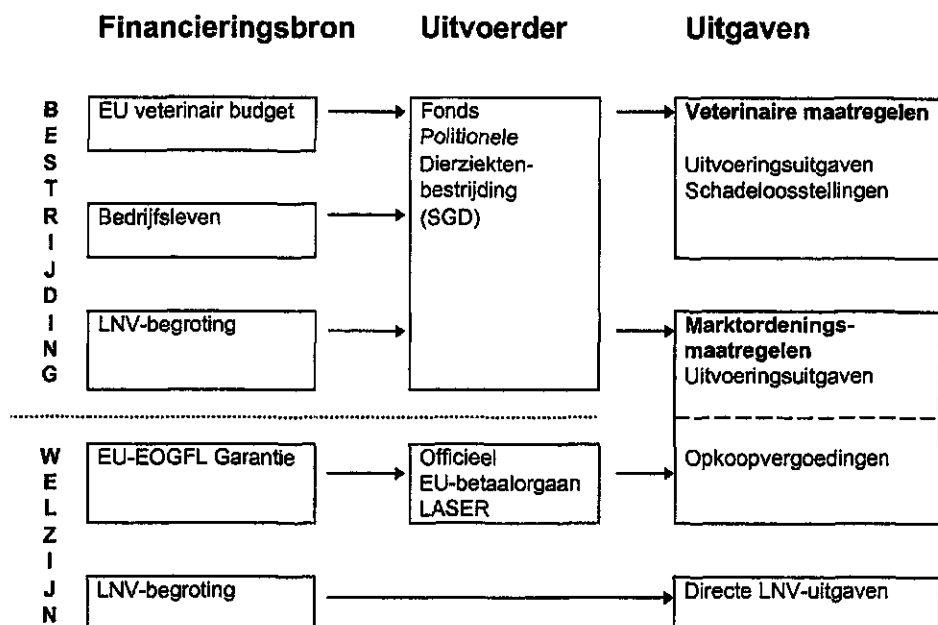 Financieringsbron Uitvoerder Uitgaven
BESTRIJDING
EU veterinair budget
Bedrijfsleven
LNV-begroting
Fonds
Politionele
Dierziekten-
bestrijding
(SGD)
Veterinaire maatregelen
Uitvoeringsuitgaven
Schadeloosstellingen
Marktordenings-
maatregelen
Uitvoeringsuitgaven
WELZIJN
EU-EOGFL Garantie
Officieel
EU-betaalorgaan
LASER
Opkoopvergoedingen
LNV-begroting
Directe LNV-uitgaven